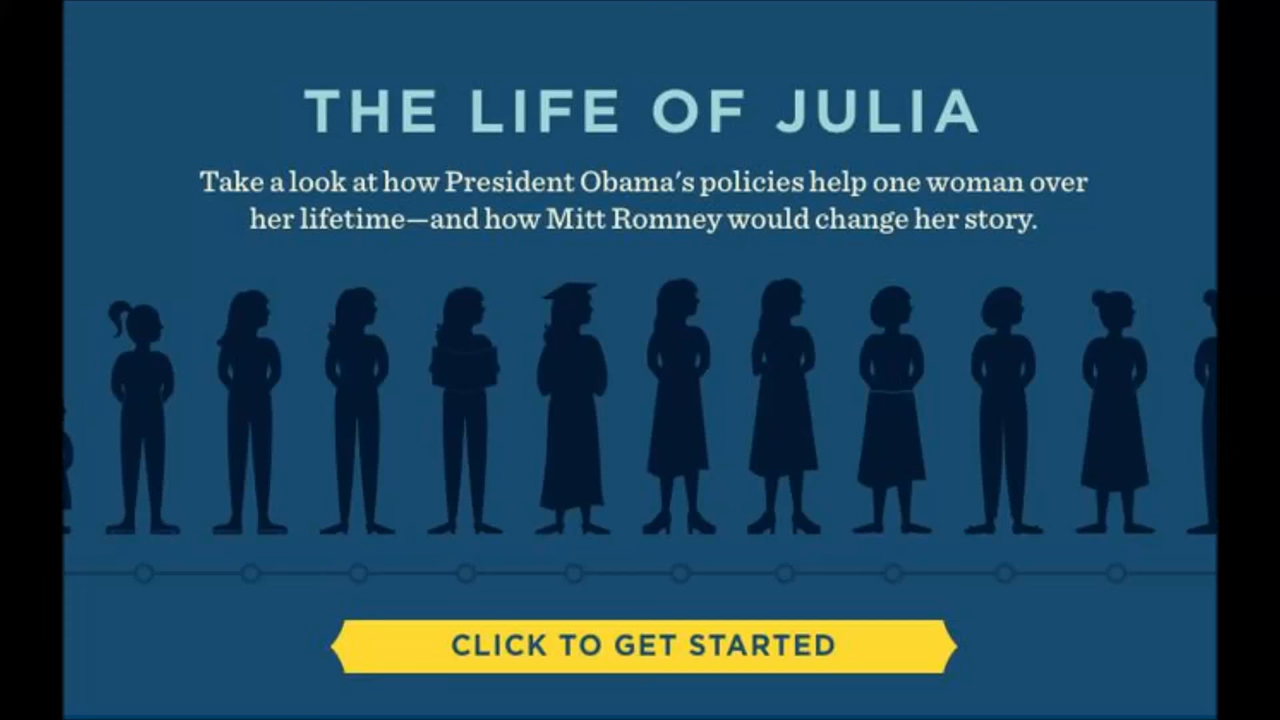 THE LIFE OF JULIA
Take a look at how President Obama's policies help one woman over
her lifetime—and how Mitt Romney would change her story.
CLICK TO GET STARTED